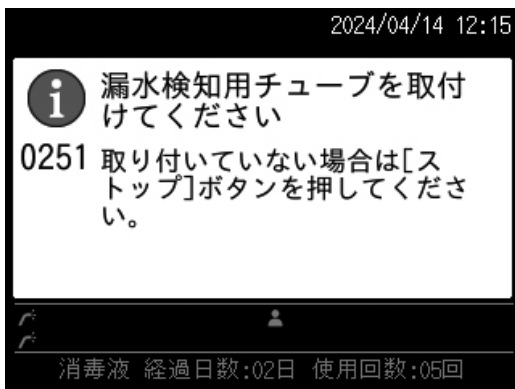 2024/04/14 12:15
漏水検知用チューブを取付
けてください
0251 取り付いていない場合は[ス
トップ]ボタンを押してくださ
い。
消毒液 経過日数:02日 使用回数:05回